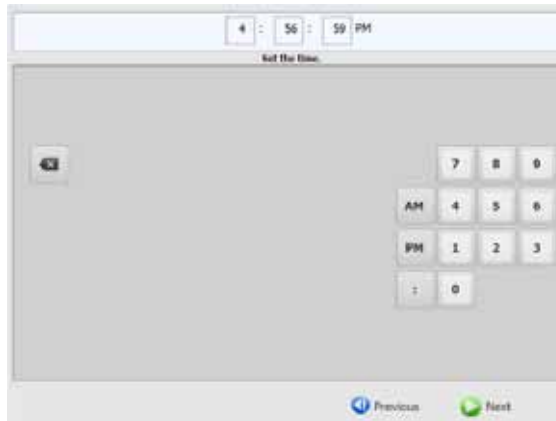 4 : 56 : 59 PM
Set the time.
7 8 9
AM 4 5 6
PM 1 2 3
: 0
Previous Next